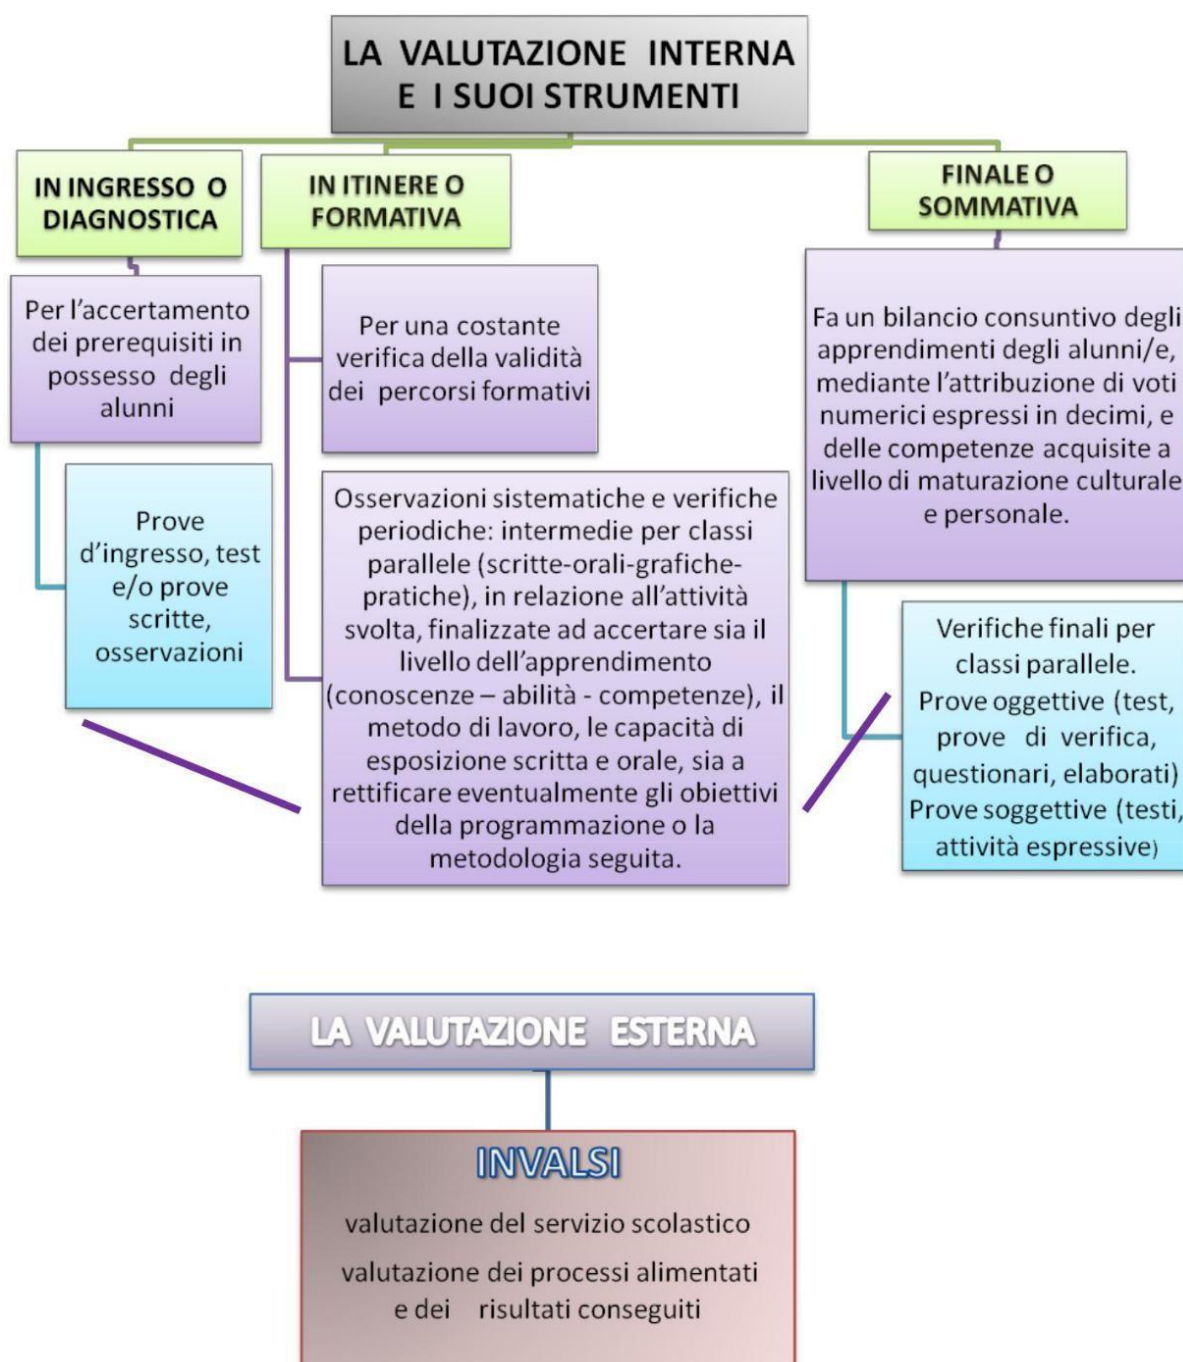 LA VALUTAZIONE INTERNA
E I SUOI STRUMENTI
IN INGRESSO O
DIAGNOSTICA
Per l'accertamento
dei prerequisiti in
possesso degli
alunni
Prove
d'ingresso, test
e/o prove
scritte,
osservazioni
IN ITINERE O
FORMATIVA
Per una costante
verifica della validità
dei percorsi formativi
Osservazioni sistematiche e verifiche
periodiche: intermedie per classi
parallele (scritte-orali-grafiche-
pratiche), in relazione all'attività
svolta, finalizzate ad accertare sia il
livello dell'apprendimento
(conoscenze – abilità - competenze), il
metodo di lavoro, le capacità di
esposizione scritta e orale, sia a
rettificare eventualmente gli obiettivi
della programmazione o la
metodologia seguita.
FINALE O
SOMMATIVA
Fa un bilancio consuntivo degli
apprendimenti degli alunni/e,
mediante l'attribuzione di voti
numerici espressi in decimi, e
delle competenze acquisite a
livello di maturazione culturale
e personale.
Verifiche finali per
classi parallele.
Prove oggettive (test,
prove di verifica,
questionari, elaborati)
Prove soggettive (testi,
attività espressive)
LA VALUTAZIONE ESTERNA
INVALSI
valutazione del servizio scolastico
valutazione dei processi alimentati
e dei risultati conseguiti